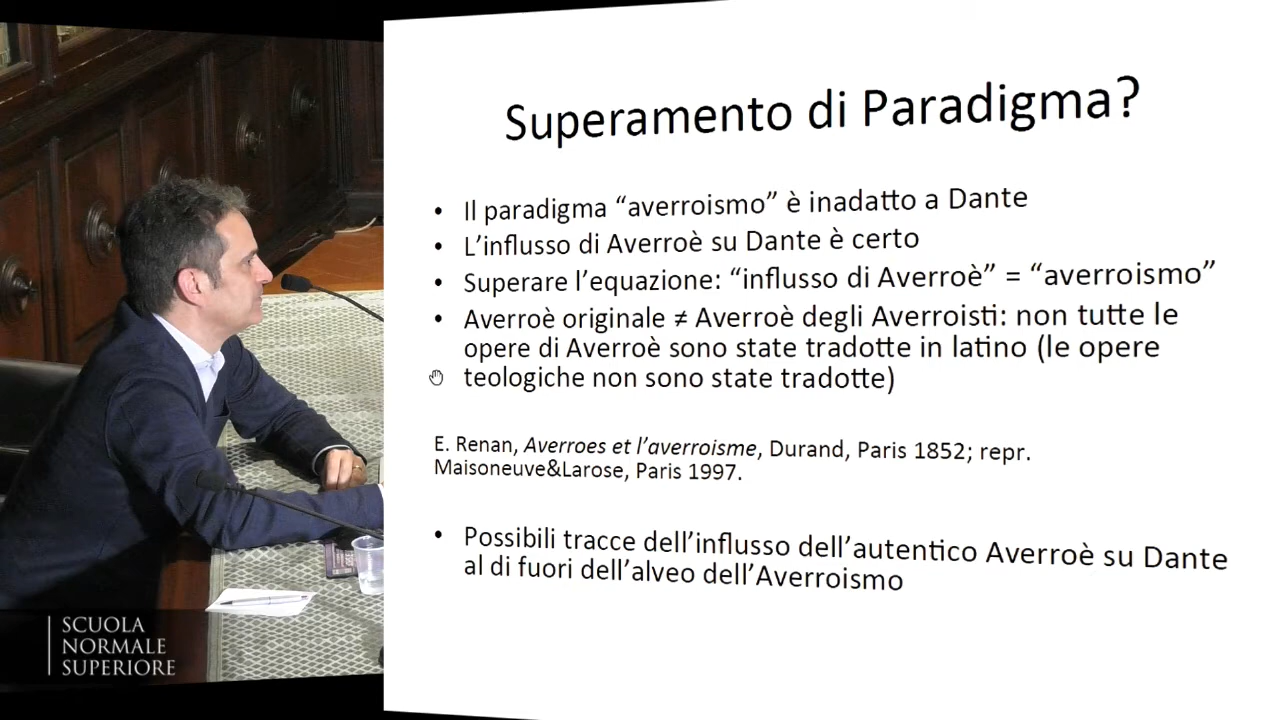 Superamento di Paradigma?
• Il paradigma “averroismo” è inadatto a Dante
• L’influsso di Averroè su Dante è certo
• Superare l’equazione: “influsso di Averroè” = “averroismo”
• Averroè originale ≠ Averroè degli Averroisti: non tutte le
opere di Averroè sono state tradotte in latino (le opere
teologiche non sono state tradotte)
E. Renan, Averroes et l’averroisme, Durand, Paris 1852; repr.
Maisoneuve&Larose, Paris 1997.
• Possibili tracce dell’influsso dell’autentico Averroè su Dante
al di fuori dell’alveo dell’Averroismo
SCUOLA
NORMALE
SUPERIORE